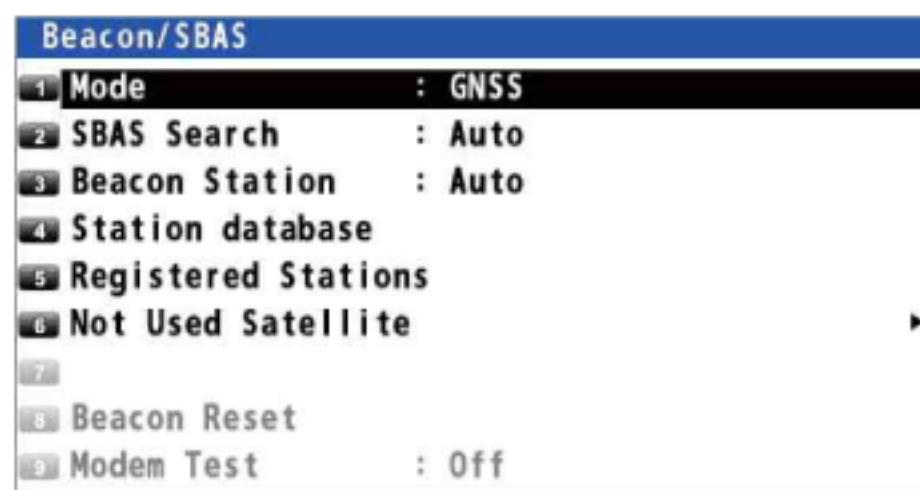 Beacon/SBAS
1 Mode : GNSS
2 SBAS Search : Auto
3 Beacon Station : Auto
4 Station database
5 Registered Stations
6 Not Used Satellite
7
8 Beacon Reset
9 Modem Test : Off